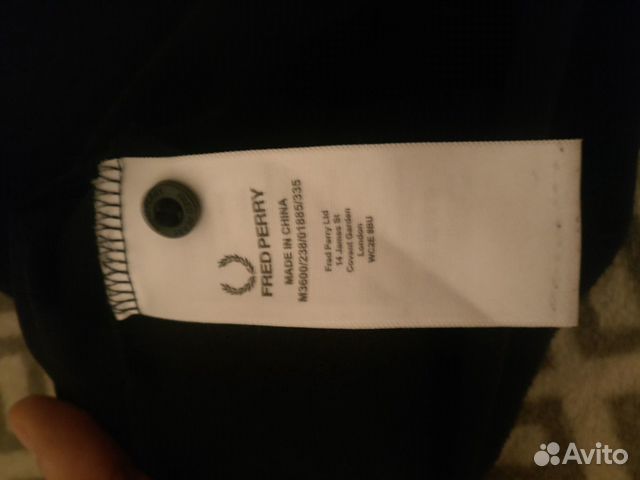 FRED PERRY
MADE IN CHINA
M3600/238/01885/335
Fred Perry Ltd
14 James St
Covent Garden
London
WC2E 8BU
Avito